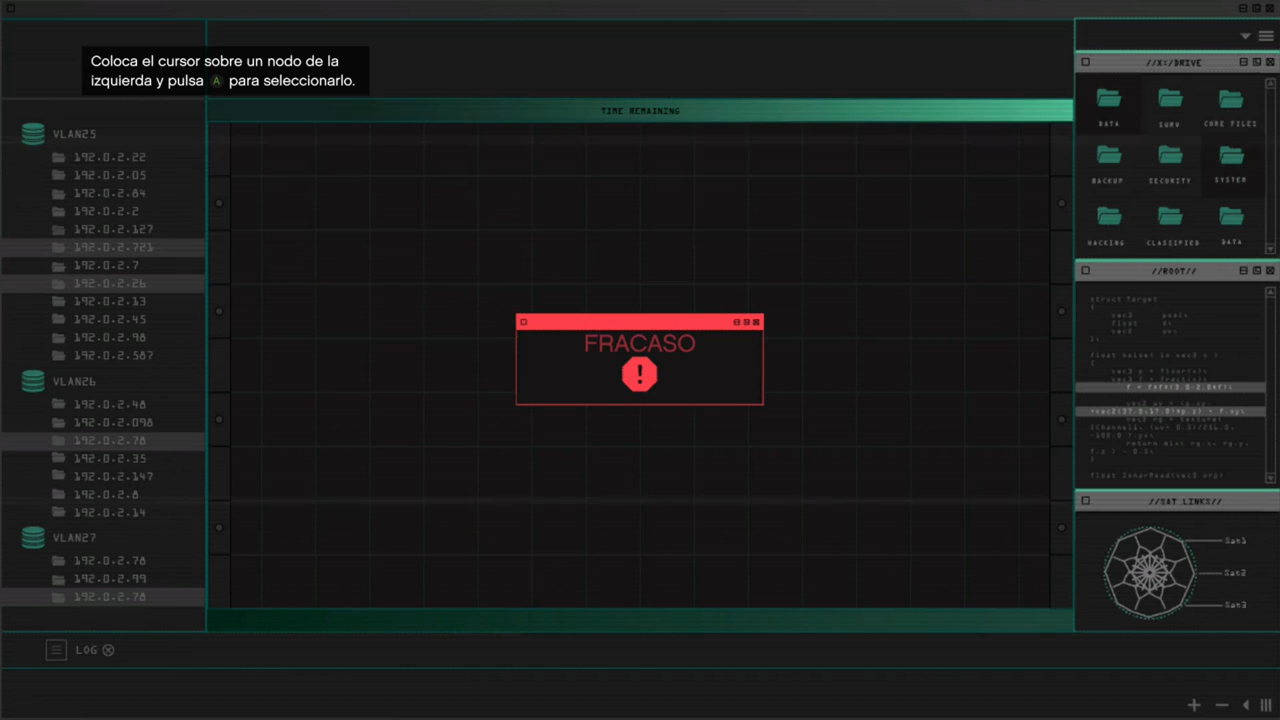 Coloca el cursor sobre un nodo de la
izquierda y pulsa A para seleccionarlo.
TIME REMAINING
VLAN25
192.0.2.22
192.0.2.05
192.0.2.84
192.0.2.2
192.0.2.127
192.0.2.721
192.0.2.7
192.0.2.26
192.0.2.13
192.0.2.45
192.0.2.98
192.0.2.587
VLAN26
192.0.2.48
192.0.2.098
192.0.2.78
192.0.2.35
192.0.2.147
192.0.2.8
192.0.2.14
VLAN27
192.0.2.78
192.0.2.99
192.0.2.78
FRACASO
//X:/DRIVE
DATA
SURV
CORE FILES
BACKUP
SECURITY
SYSTEM
HACKING
CLASSIFIED
DATA
//ROOT//
struct Target
{
//SAT LINKS//
Sat1
Sat2
Sat3
LOG